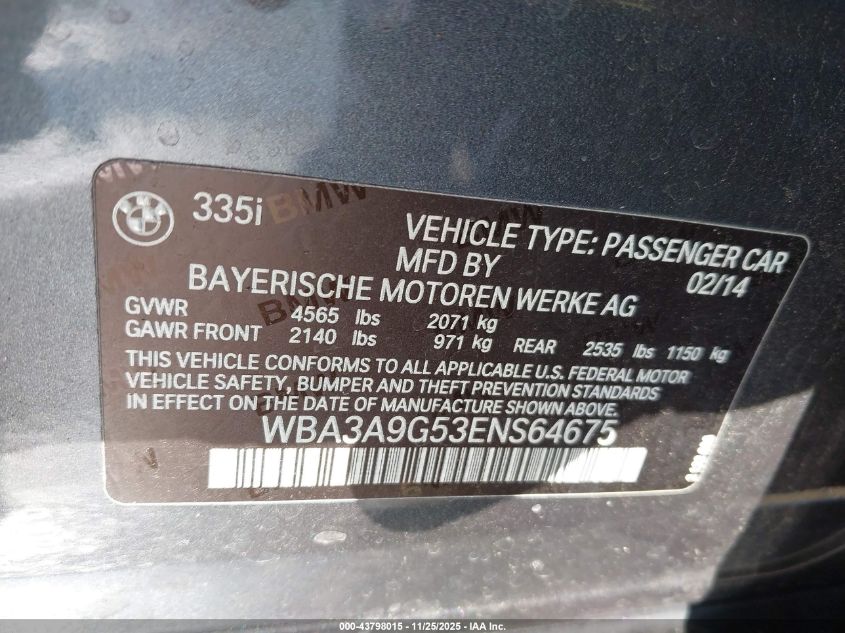 335i
VEHICLE TYPE: PASSENGER CAR
MFD BY 02/14
BAYERISCHE MOTOREN WERKE AG
GVWR 4565 lbs 2071 kg
GAWR FRONT 2140 lbs 971 kg REAR 2535 lbs 1150 kg
THIS VEHICLE CONFORMS TO ALL APPLICABLE U.S. FEDERAL MOTOR
VEHICLE SAFETY, BUMPER AND THEFT PREVENTION STANDARDS
IN EFFECT ON THE DATE OF MANUFACTURE SHOWN ABOVE
WBA3A9G53ENS64675
000-43798015 - 11/25/2025 - IAA Inc.